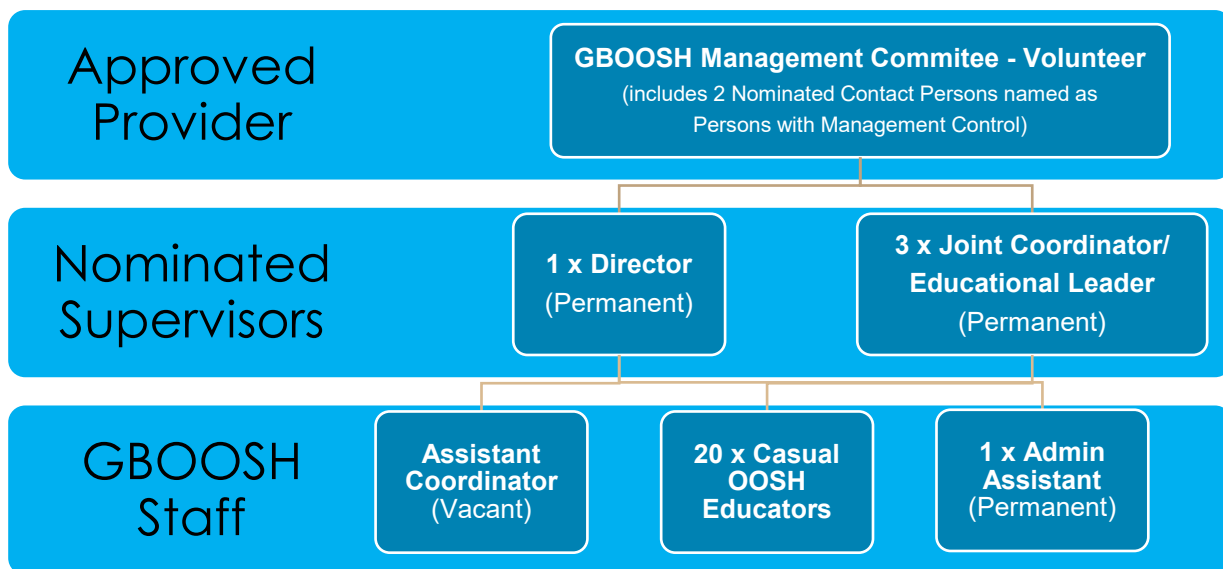 Approved
Provider
GBOOSH Management Commitee - Volunteer
(includes 2 Nominated Contact Persons named as
Persons with Management Control)
Nominated
Supervisors
1 x Director
(Permanent)
3 x Joint Coordinator/
Educational Leader
(Permanent)
GBOOSH
Staff
Assistant
Coordinator
(Vacant)
20 x Casual
OOSH
Educators
1 x Admin
Assistant
(Permanent)